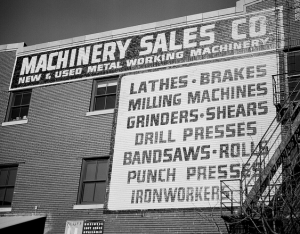 MACHINERY SALES CO
NEW & USED METAL WORKING MACHINERY
LATHES • BRAKES
MILLING MACHINES
GRINDERS • SHEARS
DRILL PRESSES
BANDSAWS • ROLLS
PUNCH PRESSES
IRONWORKERS